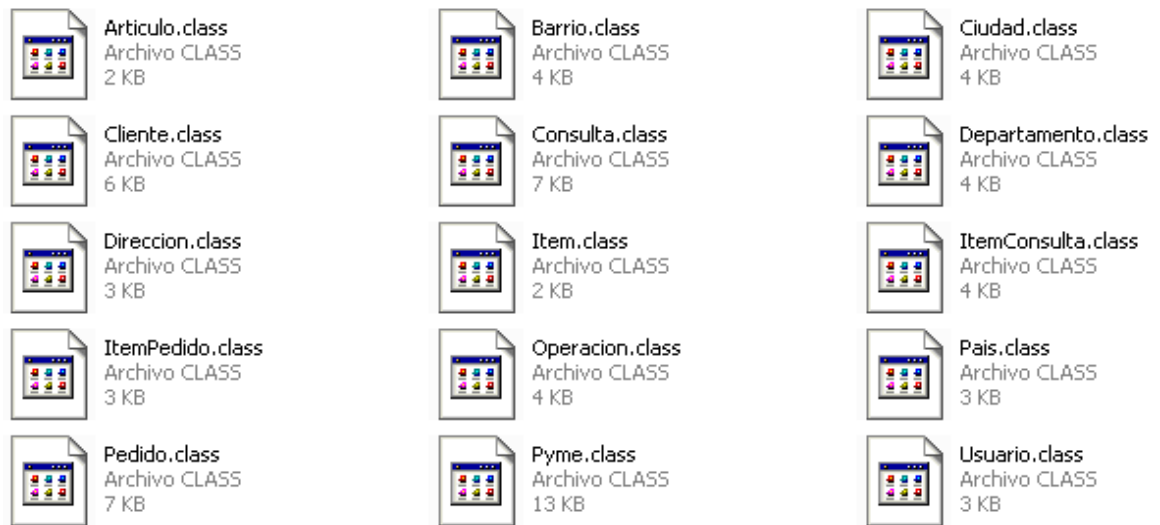 Articulo.class
Archivo CLASS
2 KB
Barrio.class
Archivo CLASS
4 KB
Ciudad.class
Archivo CLASS
4 KB
Cliente.class
Archivo CLASS
6 KB
Consulta.class
Archivo CLASS
7 KB
Departamento.class
Archivo CLASS
4 KB
Direccion.class
Archivo CLASS
3 KB
Item.class
Archivo CLASS
2 KB
ItemConsulta.class
Archivo CLASS
4 KB
ItemPedido.class
Archivo CLASS
3 KB
Operacion.class
Archivo CLASS
4 KB
Pais.class
Archivo CLASS
3 KB
Pedido.class
Archivo CLASS
7 KB
Pyme.class
Archivo CLASS
13 KB
Usuario.class
Archivo CLASS
3 KB